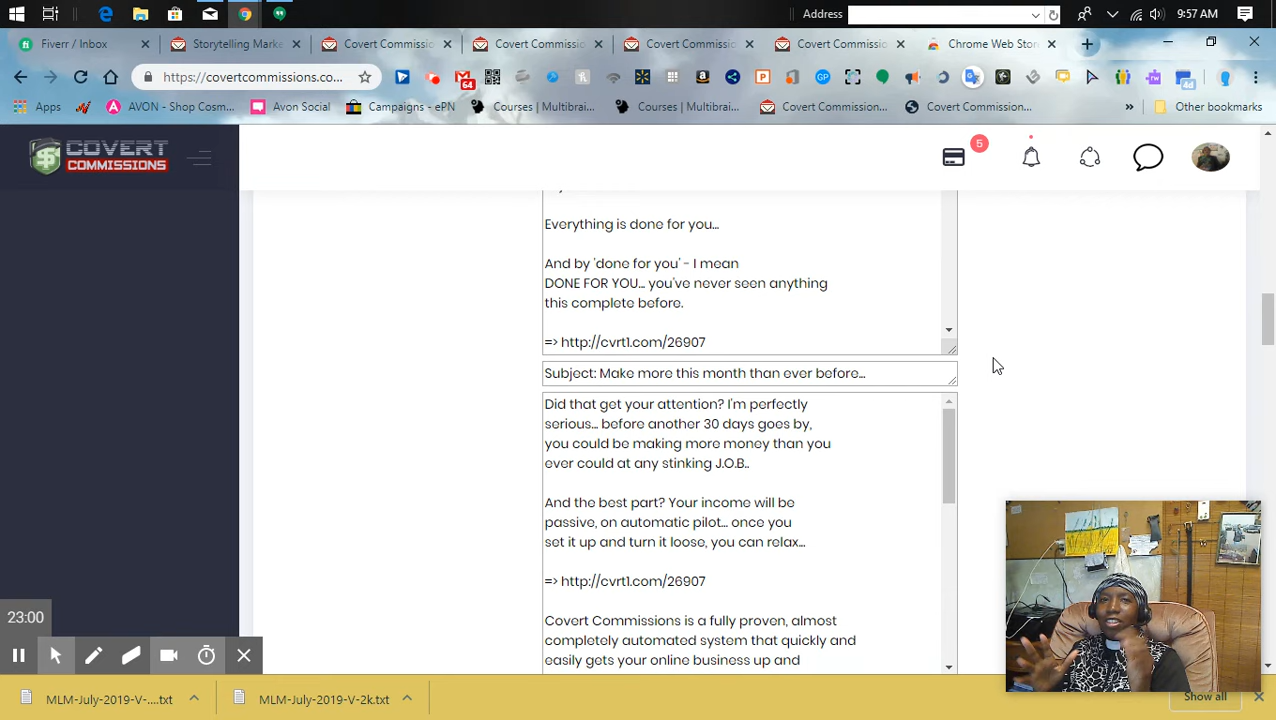 Address
9:57 AM
Fiverr / Inbox
Storytelling Marke
Covert Commissio
Covert Commissio
Covert Commissio
Covert Commissio
Chrome Web Stor
https://covertcommissions.co...
64
GP
4d
Apps
AVON - Shop Cosm...
Avon Social
Campaigns - ePN
Courses | Multibrai...
Courses | Multibrai...
Covert Commission...
Covert Commission...
Other bookmarks
COVERT
COMMISSIONS
5
Everything is done for you...
And by 'done for you' - I mean
DONE FOR YOU... you've never seen anything
this complete before.
=> http://cvrt1.com/26907
Subject: Make more this month than ever before...
Did that get your attention? I'm perfectly
serious... before another 30 days goes by,
you could be making more money than you
ever could at any stinking J.O.B..
And the best part? Your income will be
passive, on automatic pilot... once you
set it up and turn it loose, you can relax...
=> http://cvrt1.com/26907
Covert Commissions is a fully proven, almost
completely automated system that quickly and
easily gets your online business up and
23:00
MLM-July-2019-V-....txt
MLM-July-2019-V-2k.txt
Show all